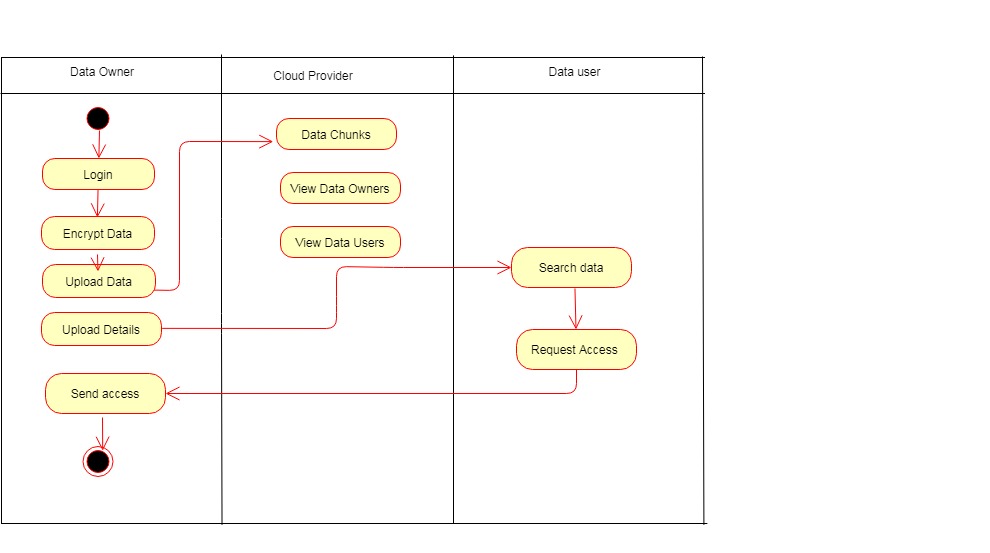 Data Owner
Cloud Provider
Data user
Login
Encrypt Data
Upload Data
Upload Details
Send access
Data Chunks
View Data Owners
View Data Users
Search data
Request Access